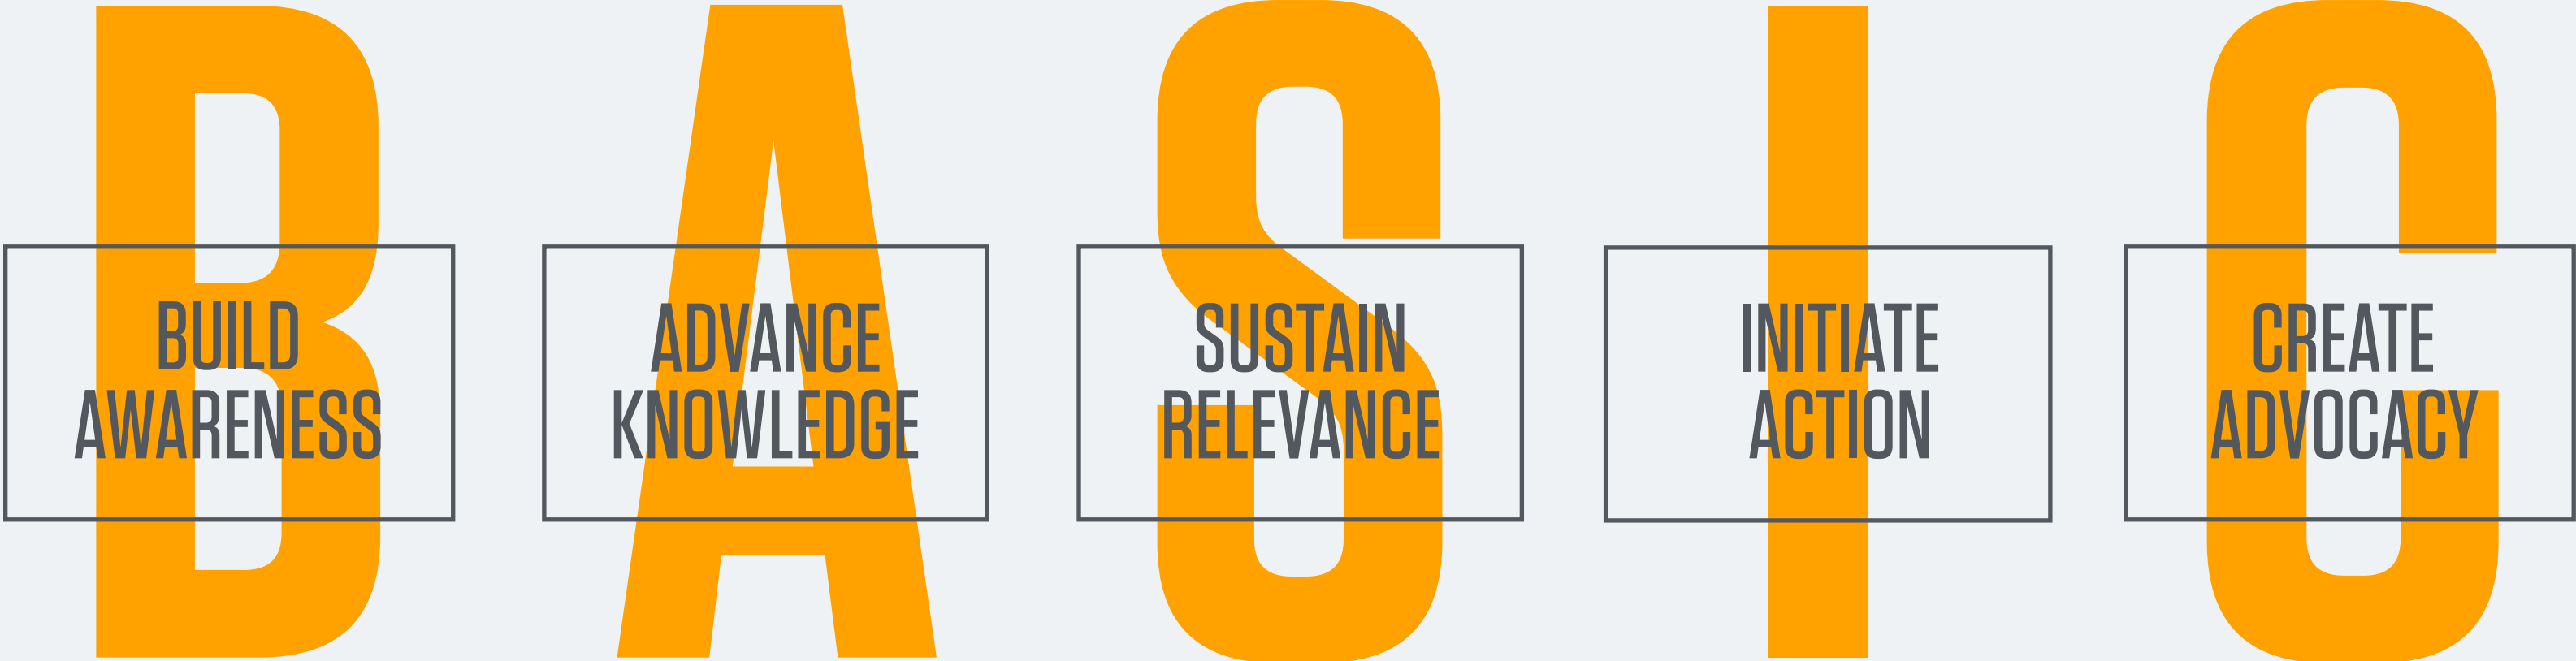 B A S I C
BUILD
AWARENESS
ADVANCE
KNOWLEDGE
SUSTAIN
RELEVANCE
INITIATE
ACTION
CREATE
ADVOCACY